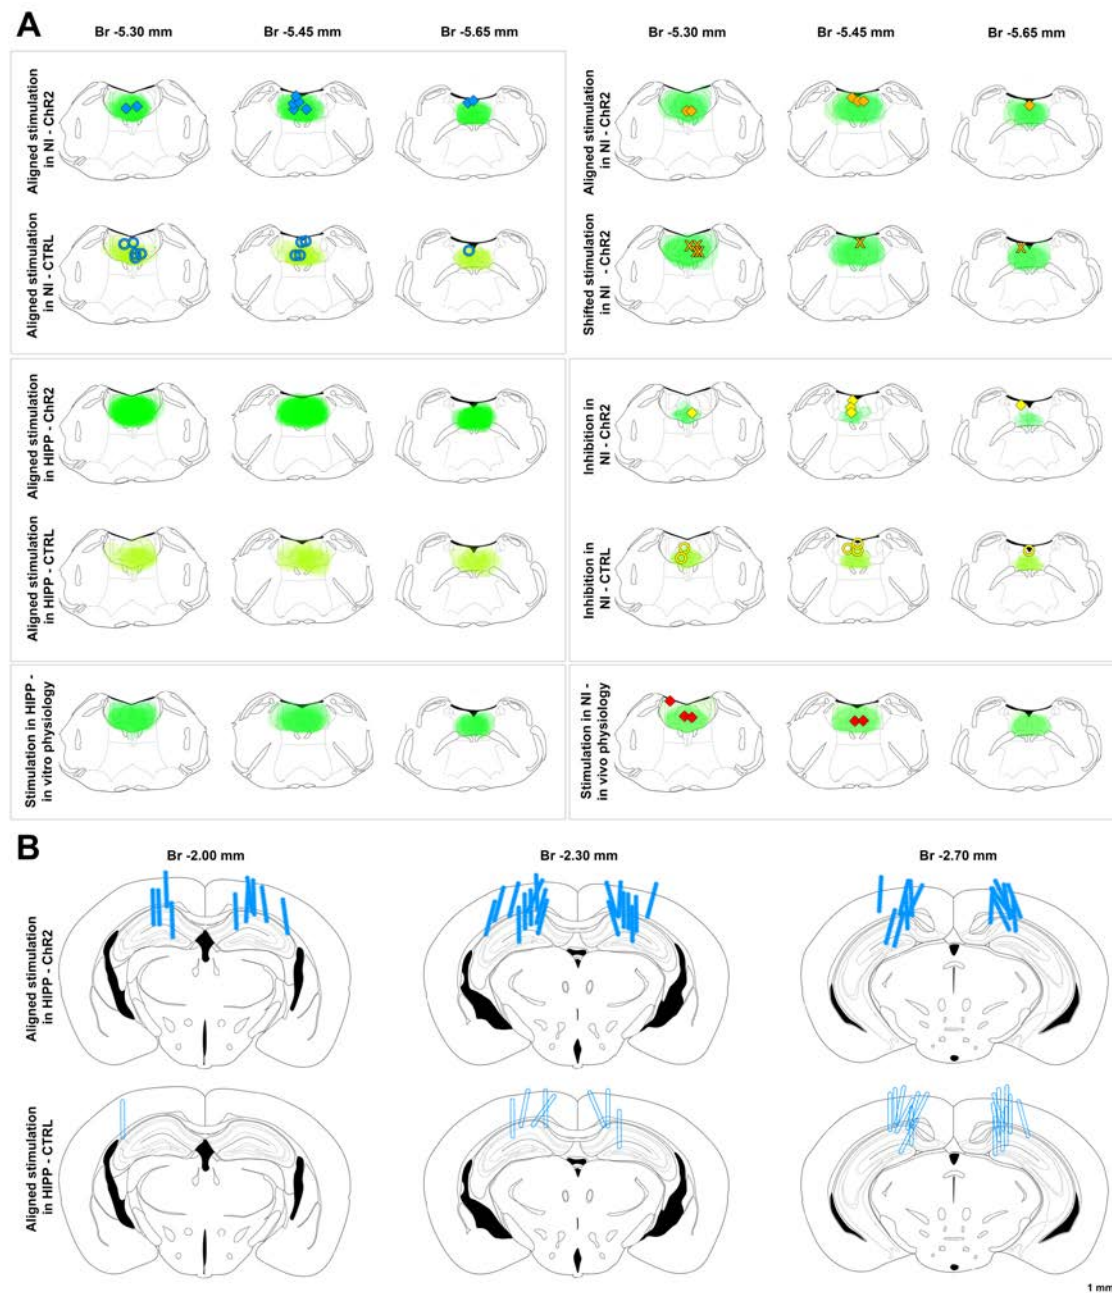 A
Br -5.30 mm
Br -5.45 mm
Br -5.65 mm
Br -5.30 mm
Br -5.45 mm
Br -5.65 mm
Aligned stimulation
in NI - ChR2
Aligned stimulation
in NI - ChR2
Aligned stimulation
in NI - CTRL
Shifted stimulation
in NI - ChR2
Aligned stimulation
in HIPP - ChR2
Inhibition in
NI - ChR2
Aligned stimulation
in HIPP - CTRL
Inhibition in
NI - CTRL
Stimulation in HIPP -
in vitro physiology
Stimulation in NI -
in vivo physiology
B
Br -2.00 mm
Br -2.30 mm
Br -2.70 mm
Aligned stimulation
in HIPP - ChR2
Aligned stimulation
in HIPP - CTRL
1 mm